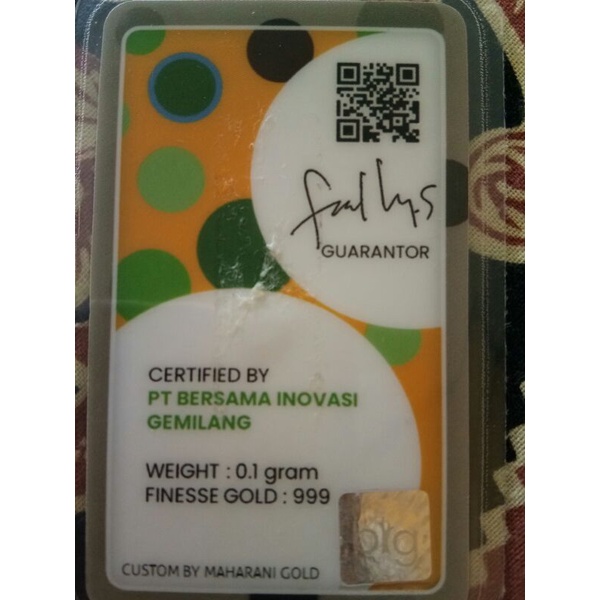 GUARANTOR
CERTIFIED BY
PT BERSAMA INOVASI
GEMILANG
WEIGHT : 0.1 gram
FINESSE GOLD : 999
big
CUSTOM BY MAHARANI GOLD